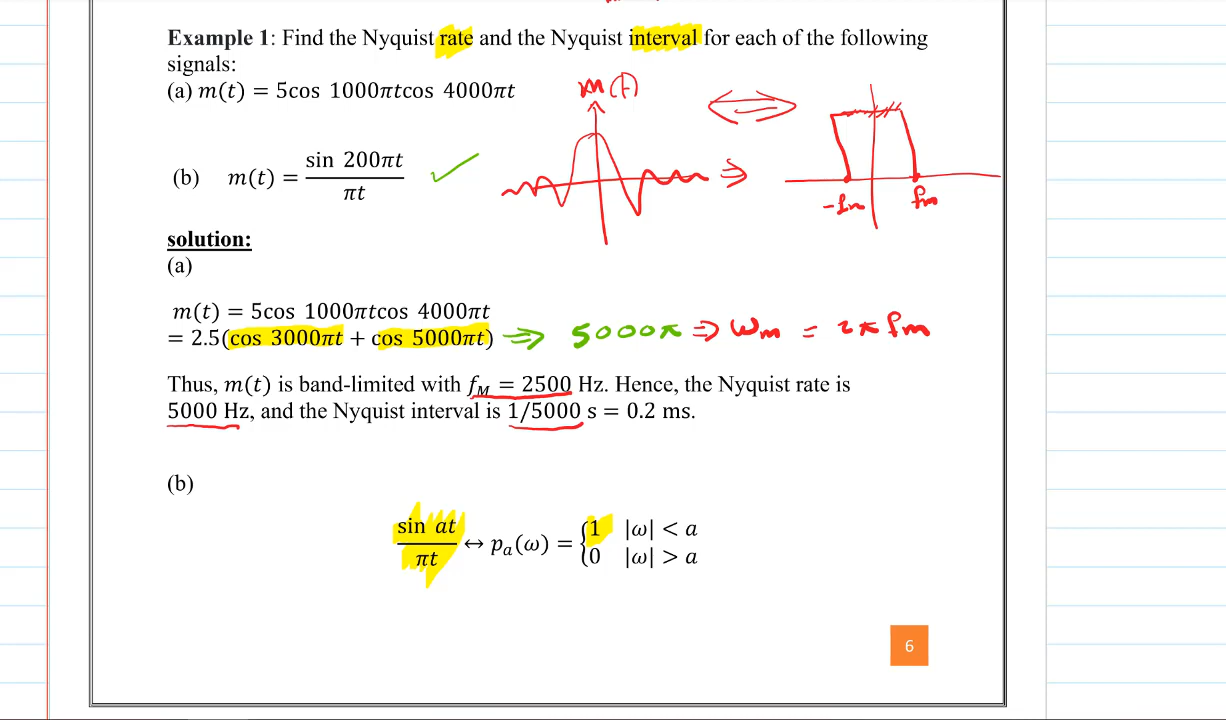 Example 1: Find the Nyquist rate and the Nyquist interval for each of the following
signals:
(a) m(t) = 5cos 1000πtcos 4000πt
m(t)
(b) m(t) = sin 200πt / πt
-fm
fm
solution:
(a)
m(t) = 5cos 1000πtcos 4000πt
= 2.5(cos 3000πt + cos 5000πt) ⇒ 5000π ⇒ ωm = 2π fm
Thus, m(t) is band-limited with f_M = 2500 Hz. Hence, the Nyquist rate is
5000 Hz, and the Nyquist interval is 1/5000 s = 0.2 ms.
(b)
sin at / πt ↔ p_a(ω) = {1 |ω| < a
0 |ω| > a
6